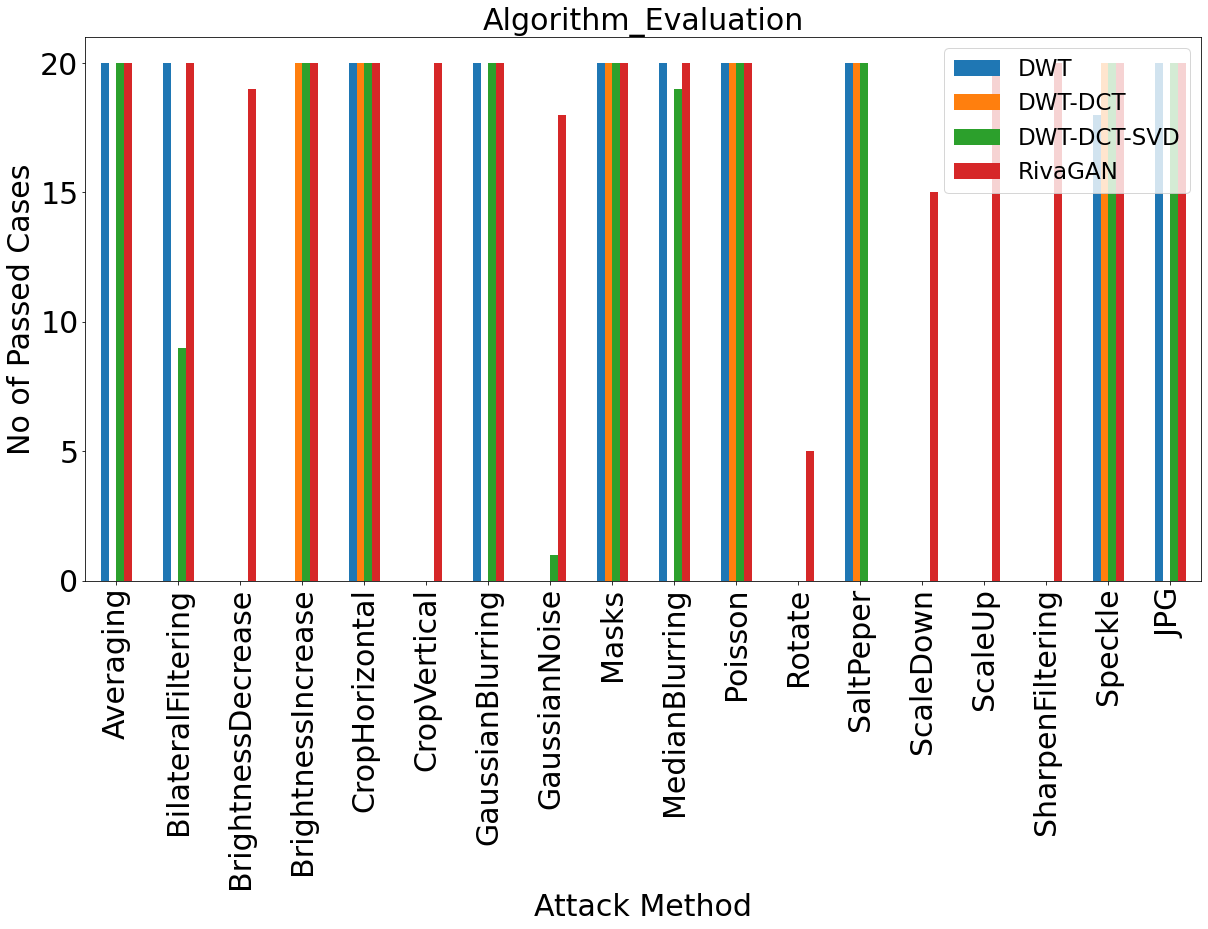 Algorithm_Evaluation
No of Passed Cases
20
15
10
5
0
DWT
DWT-DCT
DWT-DCT-SVD
RivaGAN
Averaging
BilateralFiltering
BrightnessDecrease
BrightnessIncrease
CropHorizontal
CropVertical
GaussianBlurring
GaussianNoise
Masks
MedianBlurring
Poisson
Rotate
SaltPeper
ScaleDown
ScaleUp
SharpenFiltering
Speckle
JPG
Attack Method